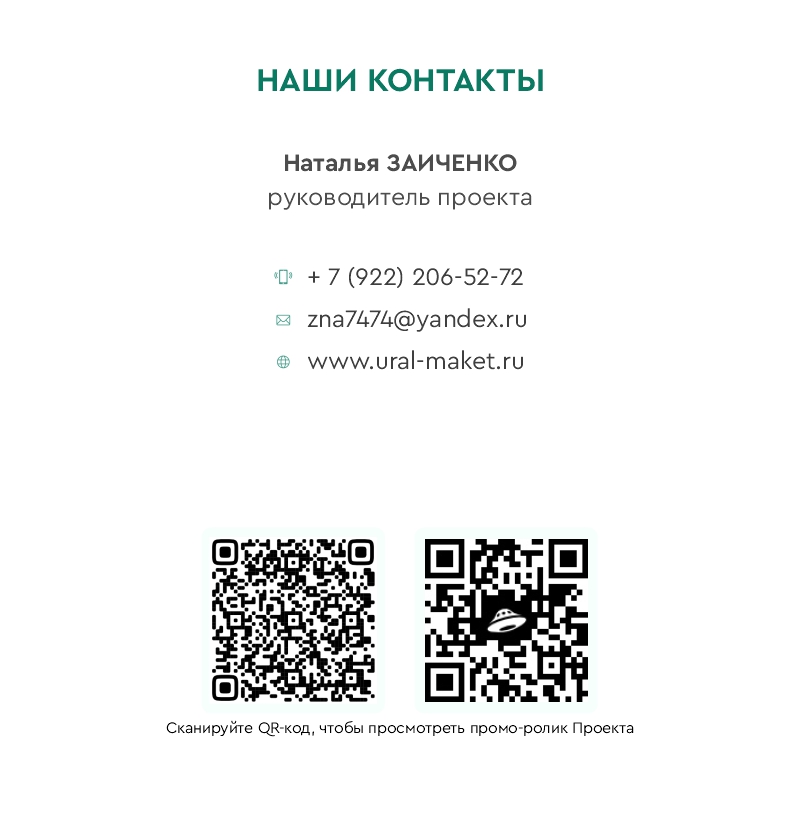 НАШИ КОНТАКТЫ
Наталья ЗАИЧЕНКО
руководитель проекта
+ 7 (922) 206-52-72
zna7474@yandex.ru
www.ural-maket.ru
Сканируйте QR-код, чтобы просмотреть промо-ролик Проекта